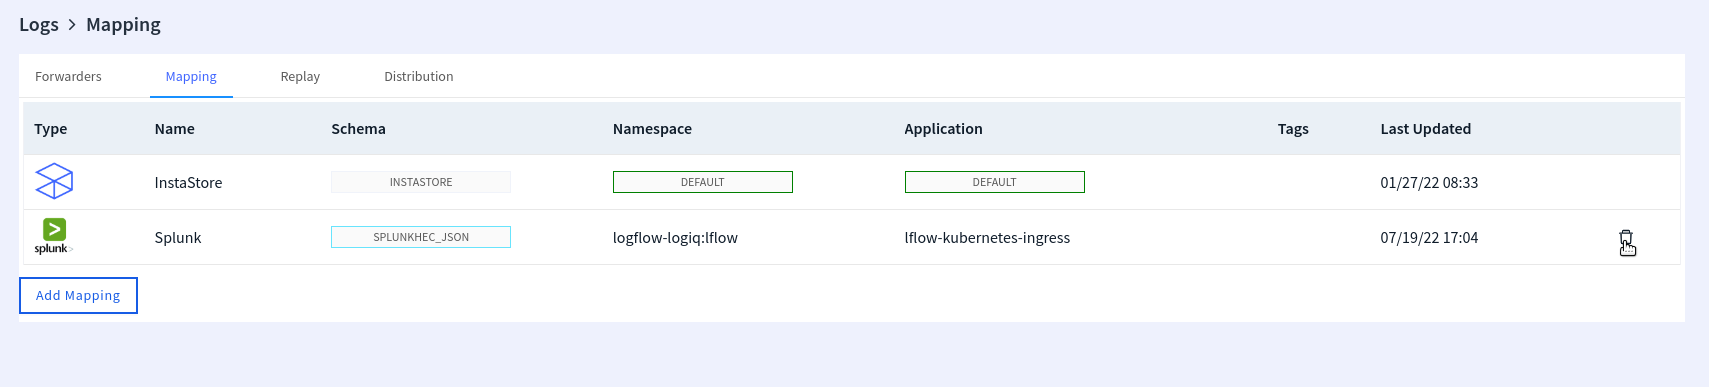 Logs > Mapping
Forwarders Mapping Replay Distribution
Type Name Schema Namespace Application Tags Last Updated
InstaStore INSTASTORE DEFAULT DEFAULT 01/27/22 08:33
splunk> Splunk SPLUNKHEC_JSON logflow-logiq:lflow lflow-kubernetes-ingress 07/19/22 17:04
Add Mapping